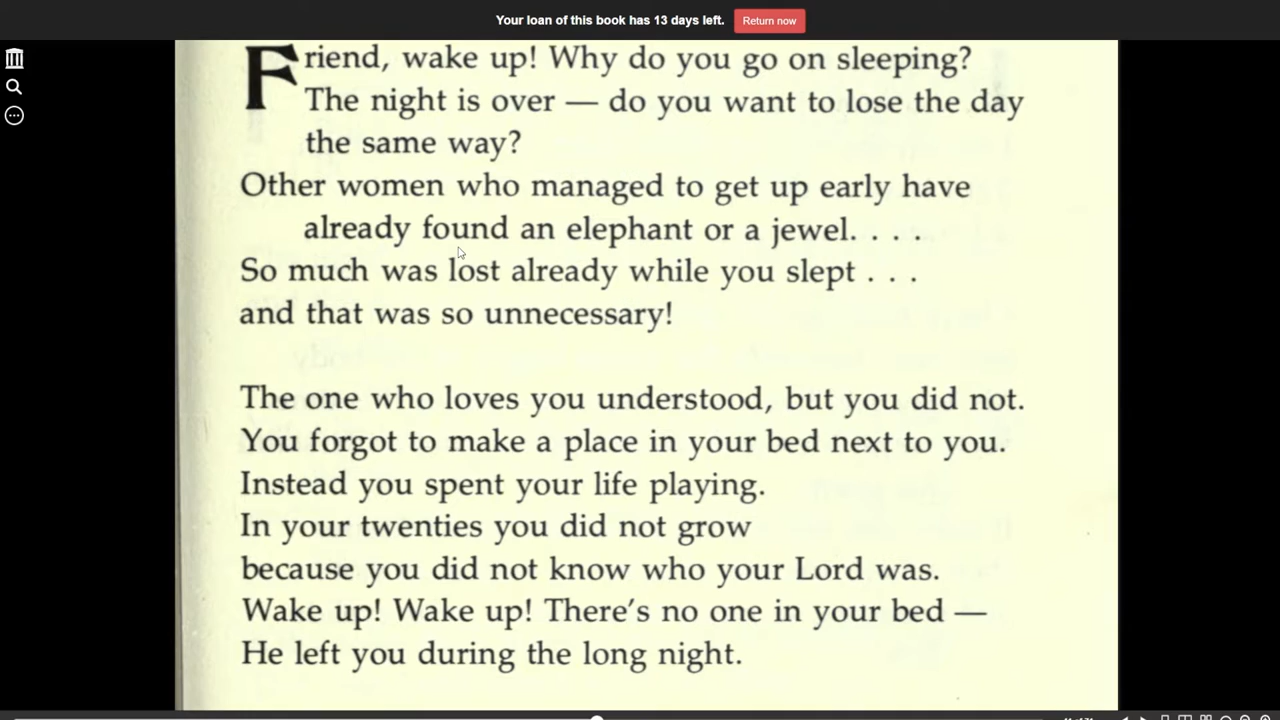 Your loan of this book has 13 days left. Return now
Friend, wake up! Why do you go on sleeping?
The night is over — do you want to lose the day
the same way?
Other women who managed to get up early have
already found an elephant or a jewel. . . .
So much was lost already while you slept . . .
and that was so unnecessary!
The one who loves you understood, but you did not.
You forgot to make a place in your bed next to you.
Instead you spent your life playing.
In your twenties you did not grow
because you did not know who your Lord was.
Wake up! Wake up! There's no one in your bed —
He left you during the long night.